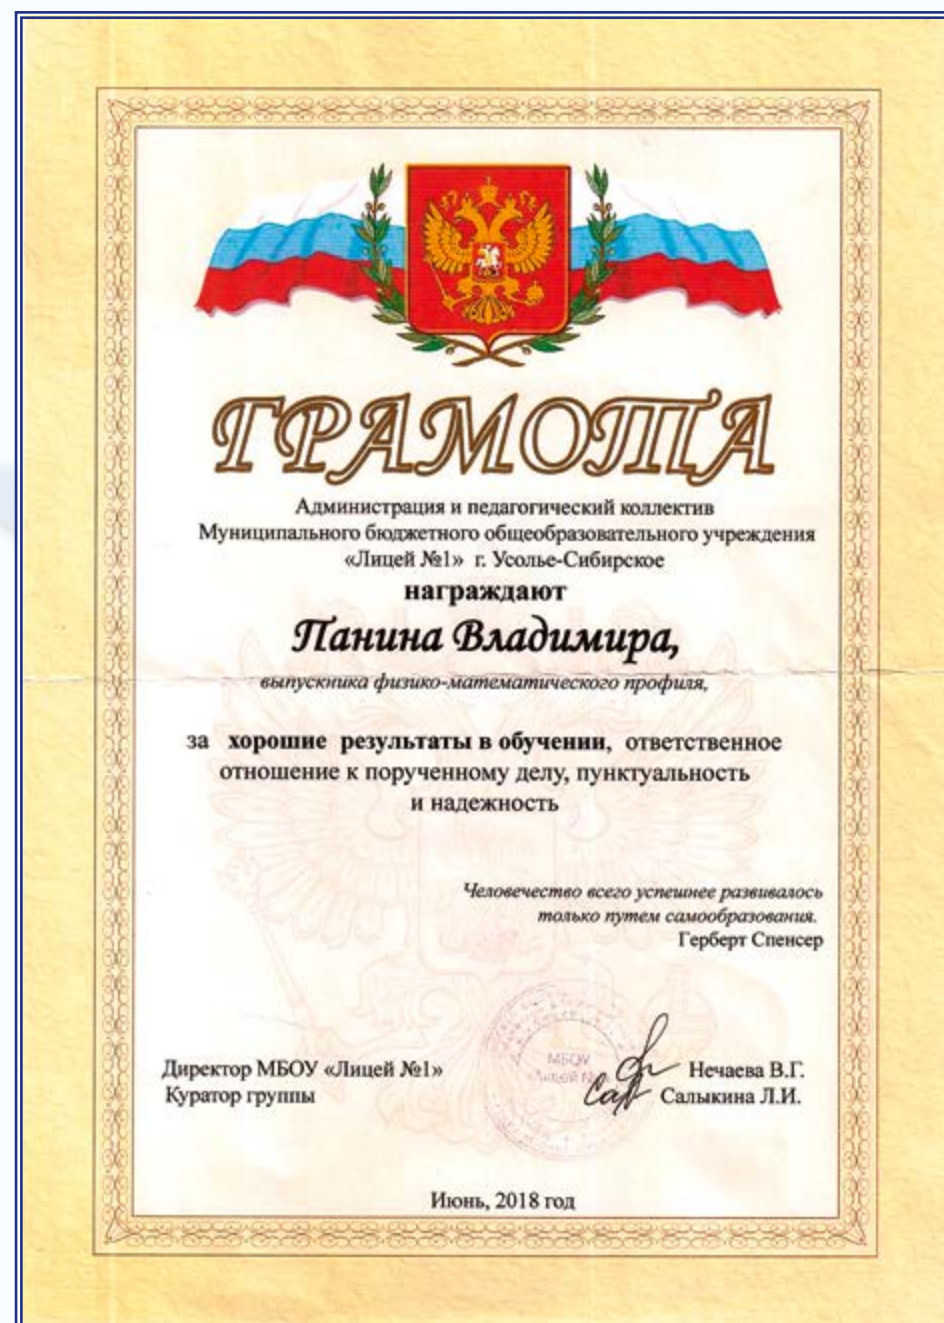 ГРАМОТА
Администрация и педагогический коллектив
Муниципального бюджетного общеобразовательного учреждения
«Лицей №1» г. Усолье-Сибирское
награждают
Панина Владимира,
выпускника физико-математического профиля,
за хорошие результаты в обучении, ответственное
отношение к порученному делу, пунктуальность
и надежность
Человечество всего успешнее развивалось
только путем самообразования.
Герберт Спенсер
МБОУ
Директор МБОУ «Лицей №1» Нечаева В.Г.
Куратор группы Салыкина Л.И.
Июнь, 2018 год